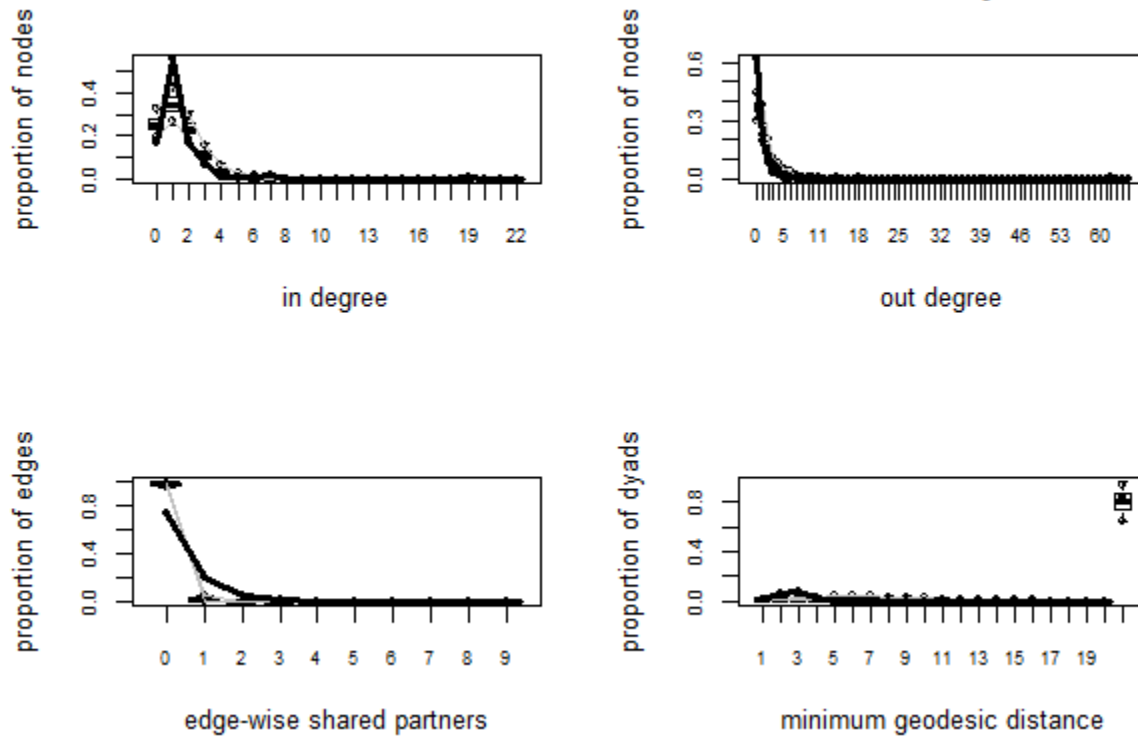 proportion of nodes
0.0 0.2 0.4
0 2 4 6 8 10 13 16 19 22
in degree
proportion of nodes
0.0 0.3 0.6
0 5 11 18 25 32 39 46 53 60
out degree
proportion of edges
0.0 0.4 0.8
0 1 2 3 4 5 6 7 8 9
edge-wise shared partners
proportion of dyads
0.0 0.4 0.8
1 3 5 7 9 11 13 15 17 19
minimum geodesic distance